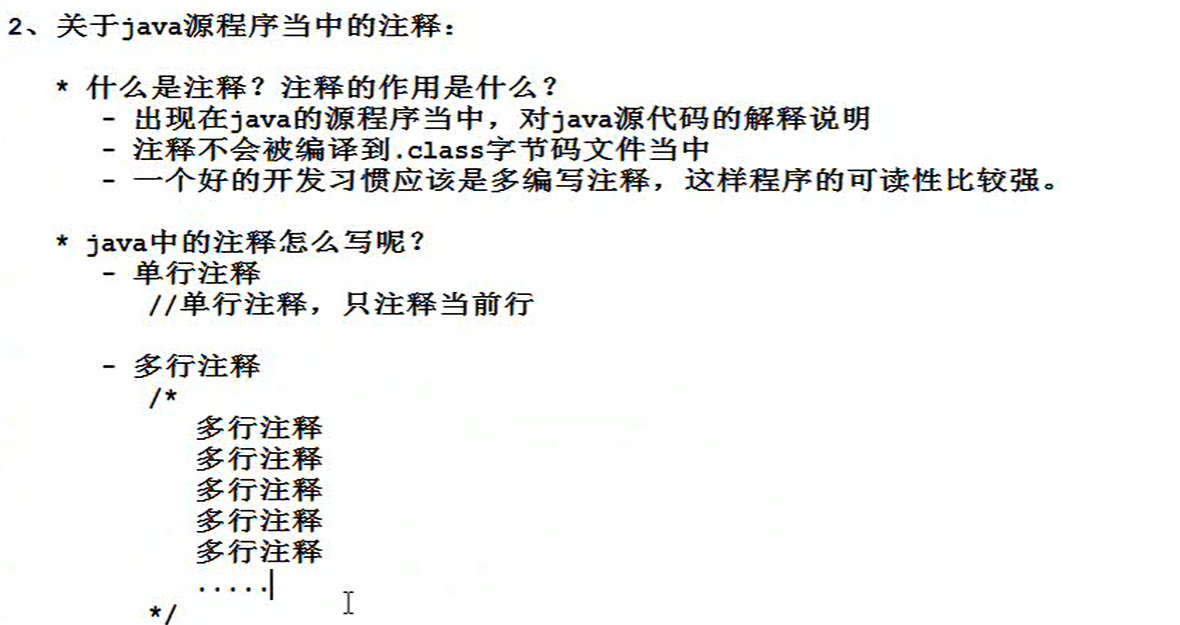 2、关于java源程序当中的注释：
* 什么是注释？注释的作用是什么？
- 出现在java的源程序当中，对java源代码的解释说明
- 注释不会被编译到.class字节码文件当中
- 一个好的开发习惯应该是多编写注释，这样程序的可读性比较强。
* java中的注释怎么写呢？
- 单行注释
//单行注释，只注释当前行
- 多行注释
/*
多行注释
多行注释
多行注释
多行注释
多行注释
.....
*/